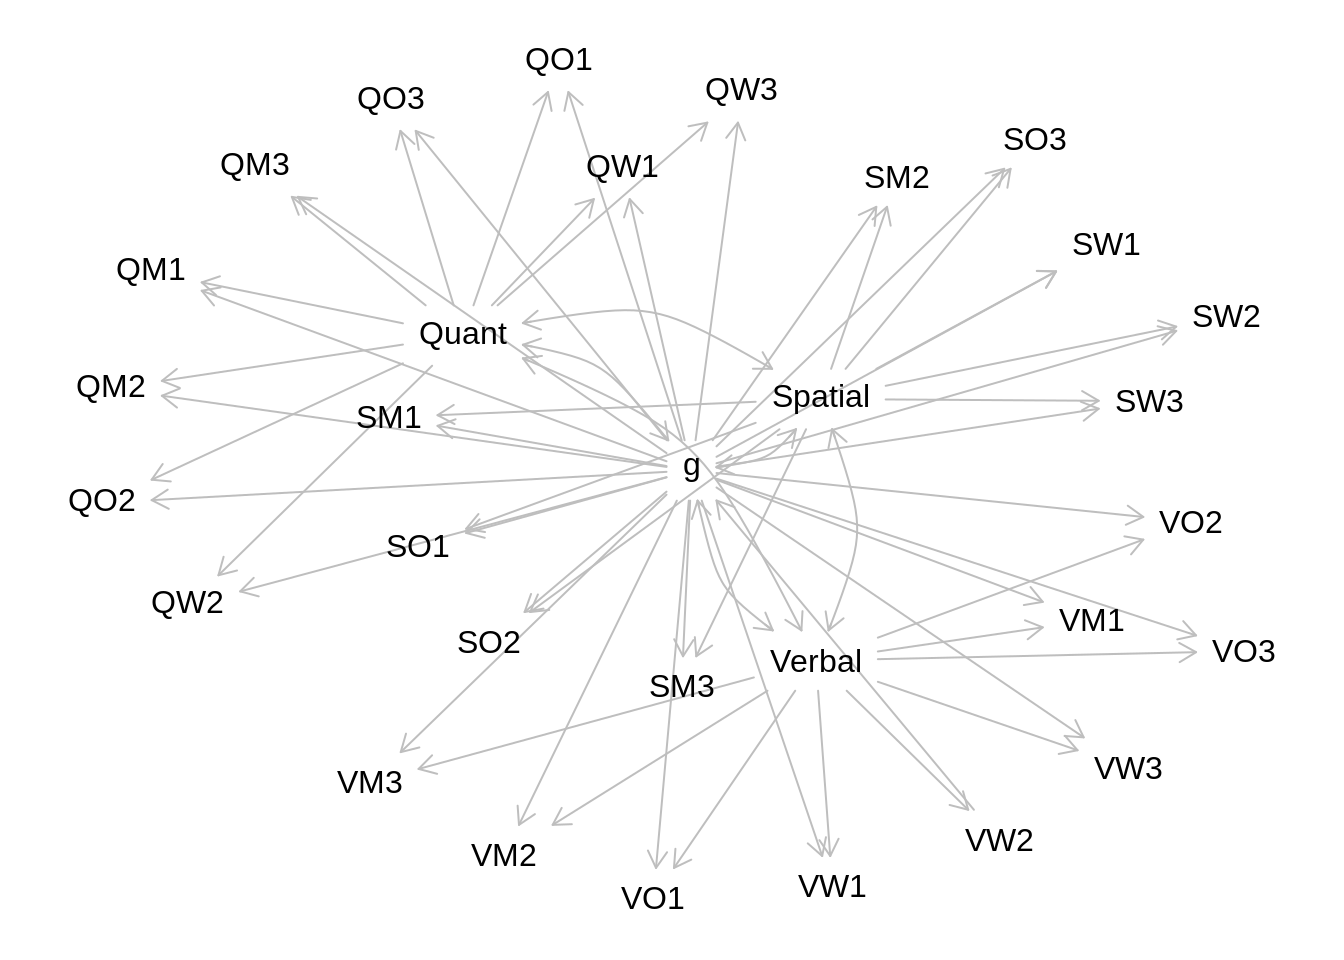 QO1
QW3
QO3
SO3
QM3
QW1
SM2
SW1
QM1
SW2
Quant
QM2
Spatial
SW3
SM1
g
QO2
VO2
SO1
QW2
VM1
SO2
VO3
Verbal
SM3
VW3
VM3
VW2
VM2
VW1
VO1